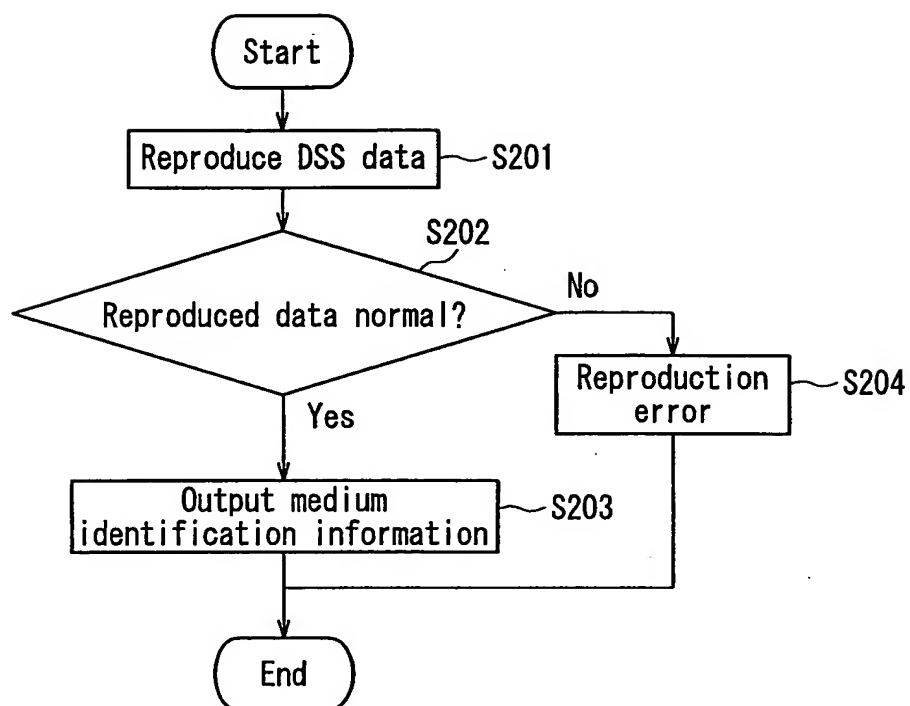 Start
Reproduce DSS data
S201
S202
Reproduced data normal?
No
Reproduction
error
S204
Yes
Output medium
identification information
S203
End